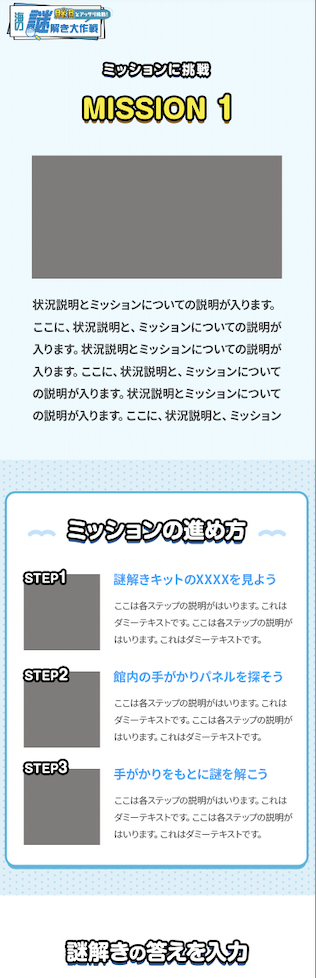 謎
解き大作戦
ミッションに挑戦
MISSION 1
状況説明とミッションについての説明が入ります。
ここに、状況説明と、ミッションについての説明が
入ります。状況説明とミッションについての説明が
入ります。ここに、状況説明と、ミッションについて
の説明が入ります。状況説明とミッションについて
の説明が入ります。ここに、状況説明と、ミッション
ミッションの進め方
STEP1
謎解きキットのXXXXを見よう
ここは各ステップの説明がはいります。これは
ダミーテキストです。ここは各ステップの説明が
はいります。これはダミーテキストです。
STEP2
館内の手がかりパネルを探そう
ここは各ステップの説明がはいります。これは
ダミーテキストです。ここは各ステップの説明が
はいります。これはダミーテキストです。
STEP3
手がかりをもとに謎を解こう
ここは各ステップの説明がはいります。これは
ダミーテキストです。ここは各ステップの説明が
はいります。これはダミーテキストです。
謎解きの答えを入力